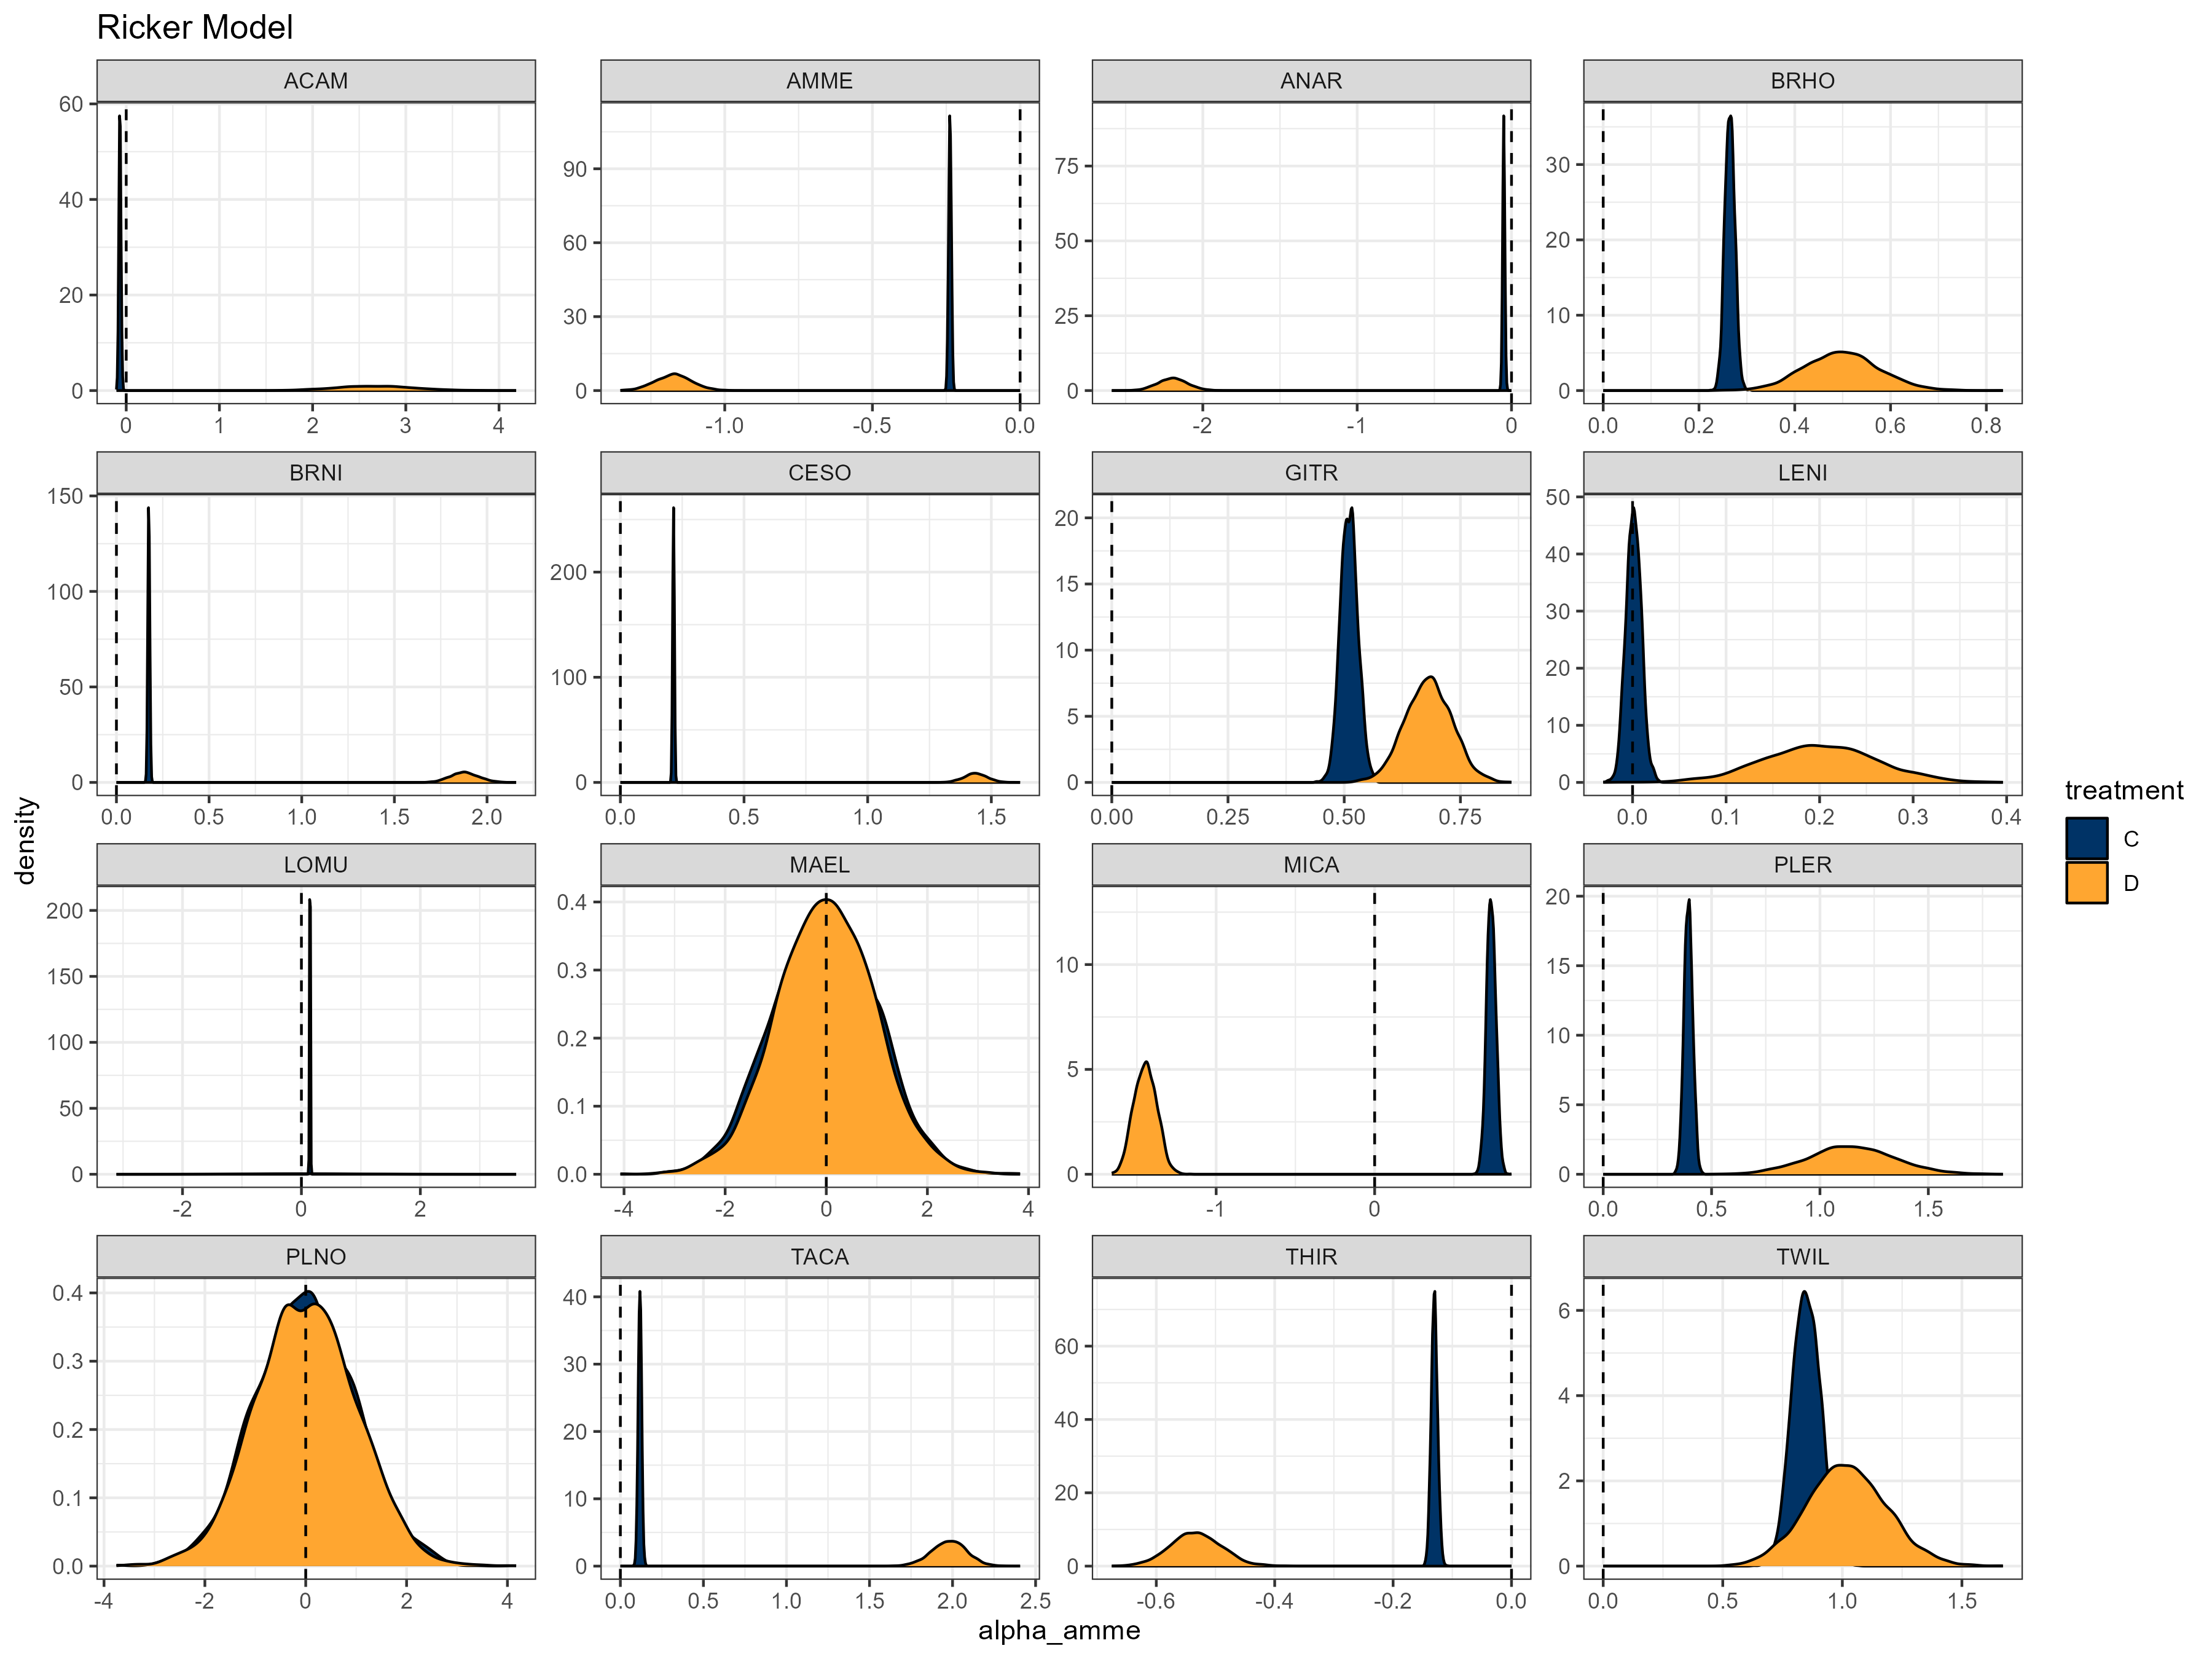 Ricker Model
ACAM AMME ANAR BRHO
60
40
20
0
90
60
30
0
75
50
25
0
30
20
10
0
0 1 2 3 4
-1.0 -0.5 0.0
-2 -1 0
0.0 0.2 0.4 0.6 0.8
BRNI CESO GITR LENI
150
100
50
0
200
100
0
20
15
10
5
0
50
40
30
20
10
0
0.0 0.5 1.0 1.5 2.0
0.0 0.5 1.0 1.5
0.00 0.25 0.50 0.75
0.0 0.1 0.2 0.3 0.4
LOMU MAEL MICA PLER
200
150
100
50
0
0.4
0.3
0.2
0.1
0.0
10
5
0
20
15
10
5
0
-2 0 2
-4 -2 0 2 4
-1 0
0.0 0.5 1.0 1.5
PLNO TACA THIR TWIL
0.4
0.3
0.2
0.1
0.0
40
30
20
10
0
60
40
20
0
6
4
2
0
-4 -2 0 2 4
0.0 0.5 1.0 1.5 2.0 2.5
-0.6 -0.4 -0.2 0.0
0.0 0.5 1.0 1.5
density
alpha_amme
treatment
C
D